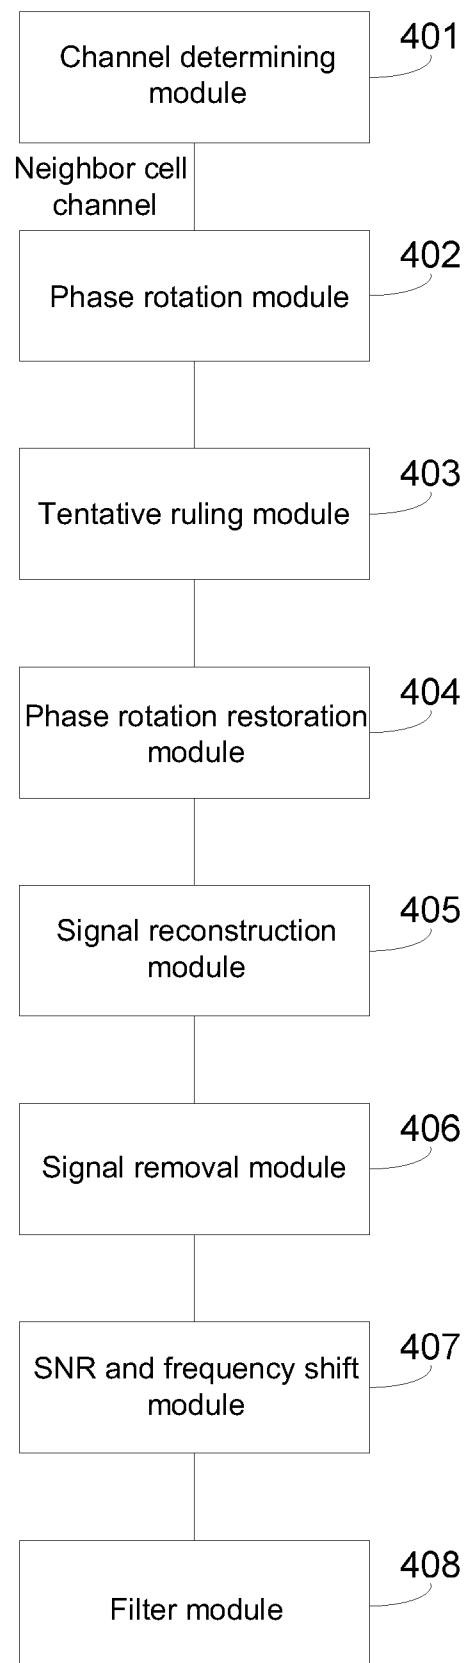 401
Channel determining
module
Neighbor cell
channel
402
Phase rotation module
403
Tentative ruling module
404
Phase rotation restoration
module
405
Signal reconstruction
module
406
Signal removal module
407
SNR and frequency shift
module
408
Filter module